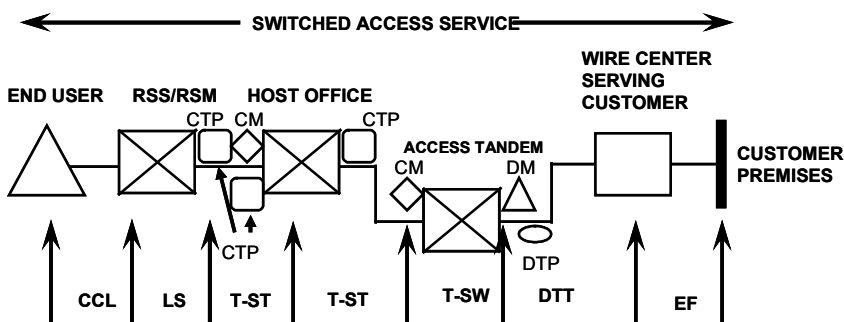 SWITCHED ACCESS SERVICE
WIRE CENTER
SERVING
CUSTOMER
END USER
RSS/RSM
HOST OFFICE
CTP
CM
CTP
ACCESS TANDEM
CM
DM
CUSTOMER
PREMISES
CTP
DTP
CCL
LS
T-ST
T-ST
T-SW
DTT
EF